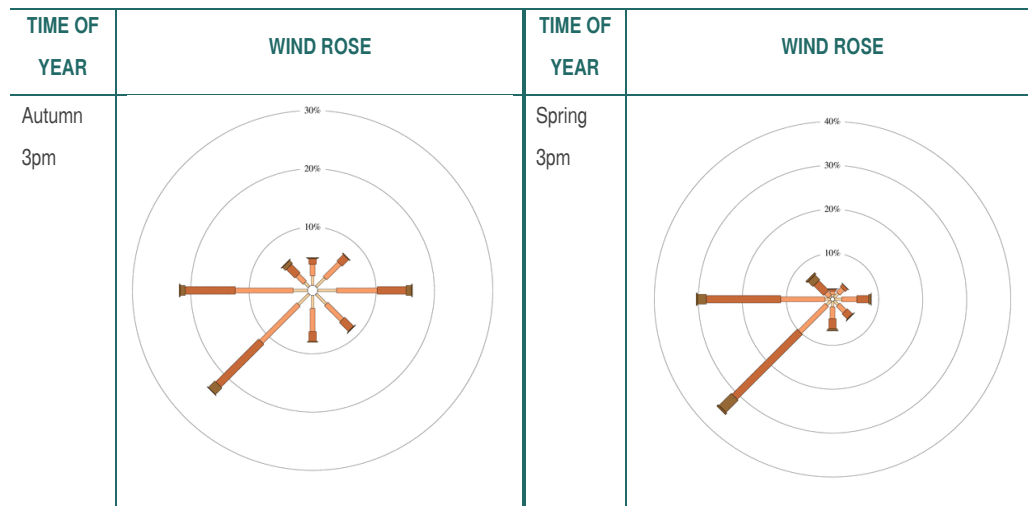 TIME OF
YEAR
WIND ROSE
TIME OF
YEAR
WIND ROSE
Autumn
3pm
30%
20%
10%
Spring
3pm
40%
30%
20%
10%